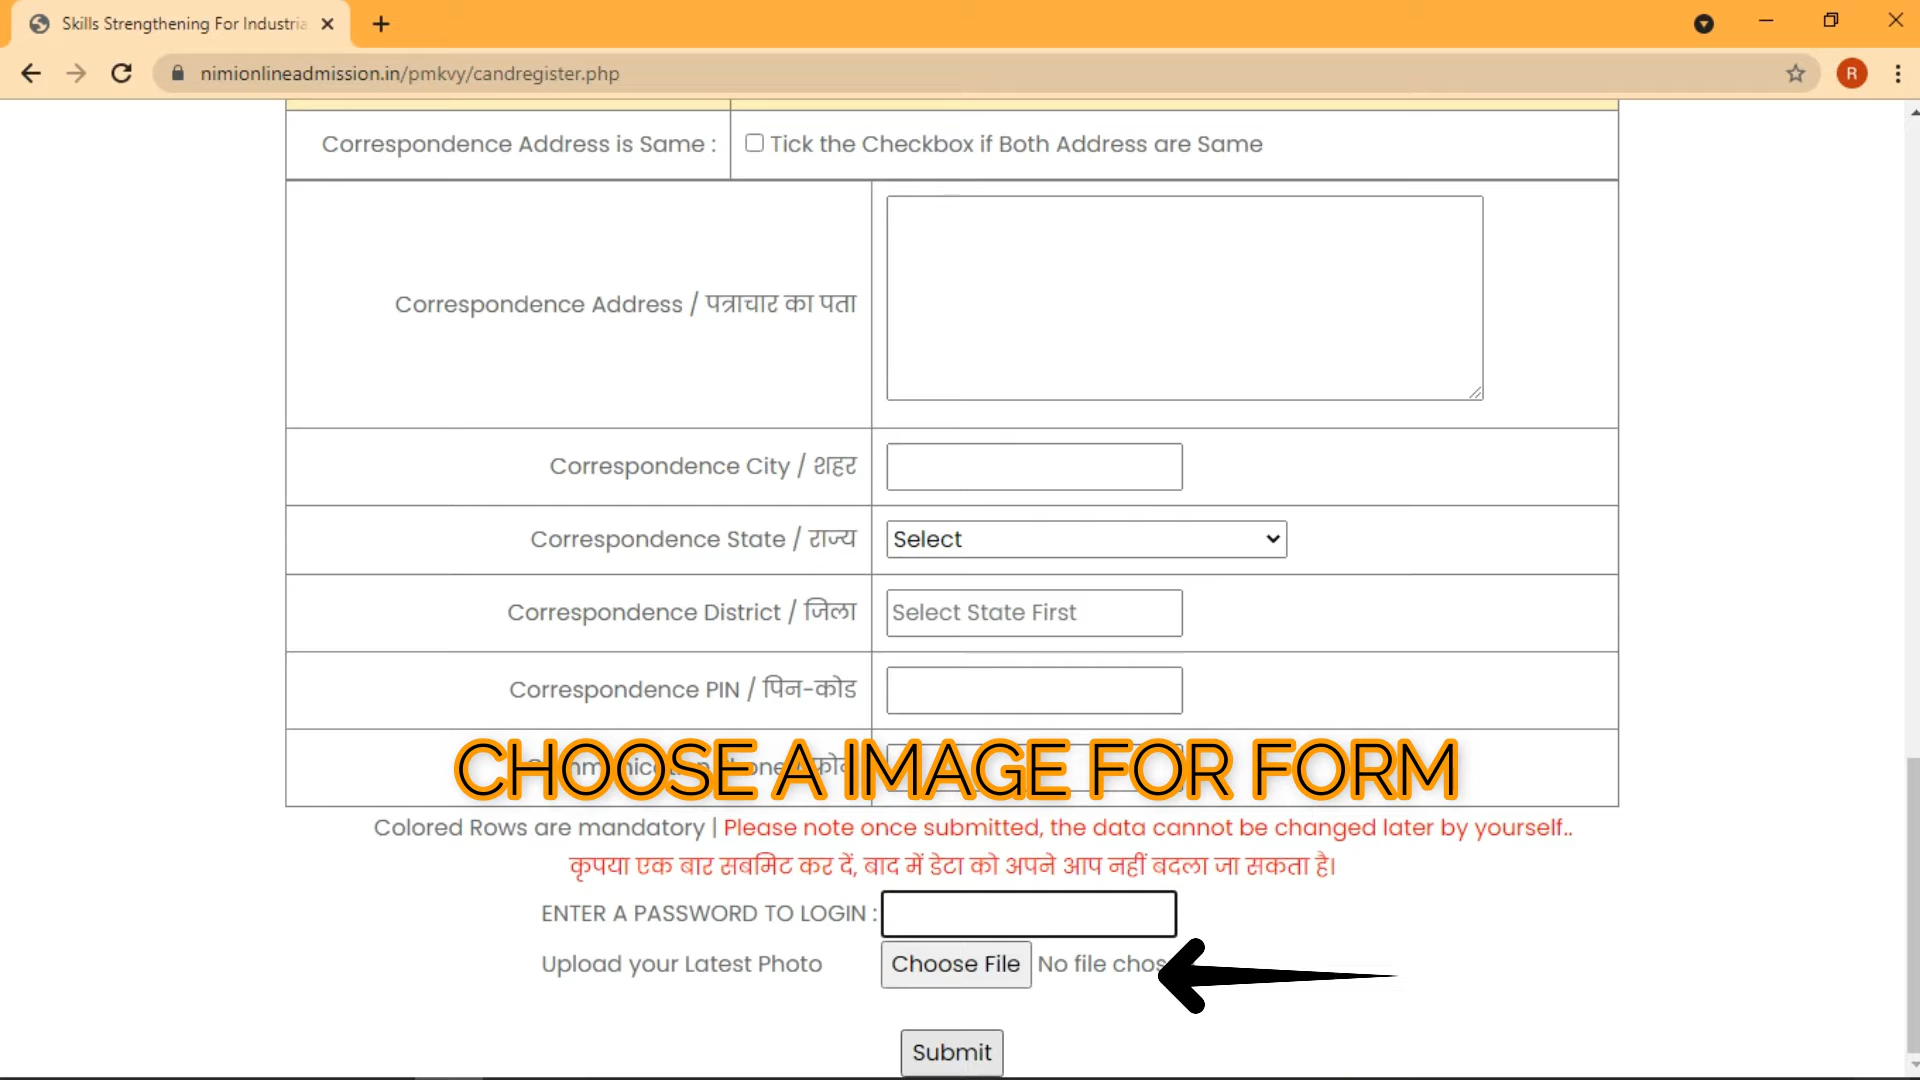 Skills Strengthening For Industria
nimionlineadmission.in/pmkvy/candregister.php
R
Correspondence Address is Same :
Tick the Checkbox if Both Address are Same
Correspondence Address / पत्राचार का पता
Correspondence City / शहर
Correspondence State / राज्य
Select
Correspondence District / जिला
Select State First
Correspondence PIN / पिन-कोड
CHOOSE A IMAGE FOR FORM
Colored Rows are mandatory | Please note once submitted, the data cannot be changed later by yourself..
कृपया एक बार सबमिट कर दें, बाद में डेटा को अपने आप नहीं बदला जा सकता है।
ENTER A PASSWORD TO LOGIN :
Upload your Latest Photo
Choose File
No file chos
Submit